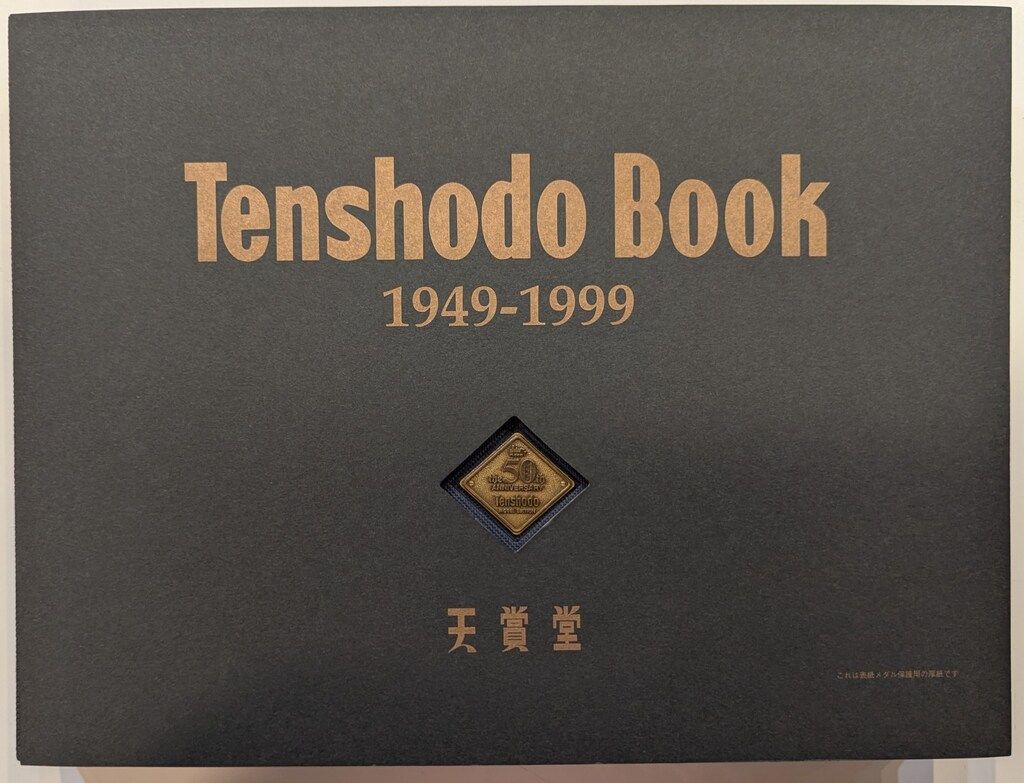 Tenshodo Book
1949-1999
the 50th
ANNIVERSARY
Tenshodo
天賞堂
これは表紙メダル保護用の厚紙です